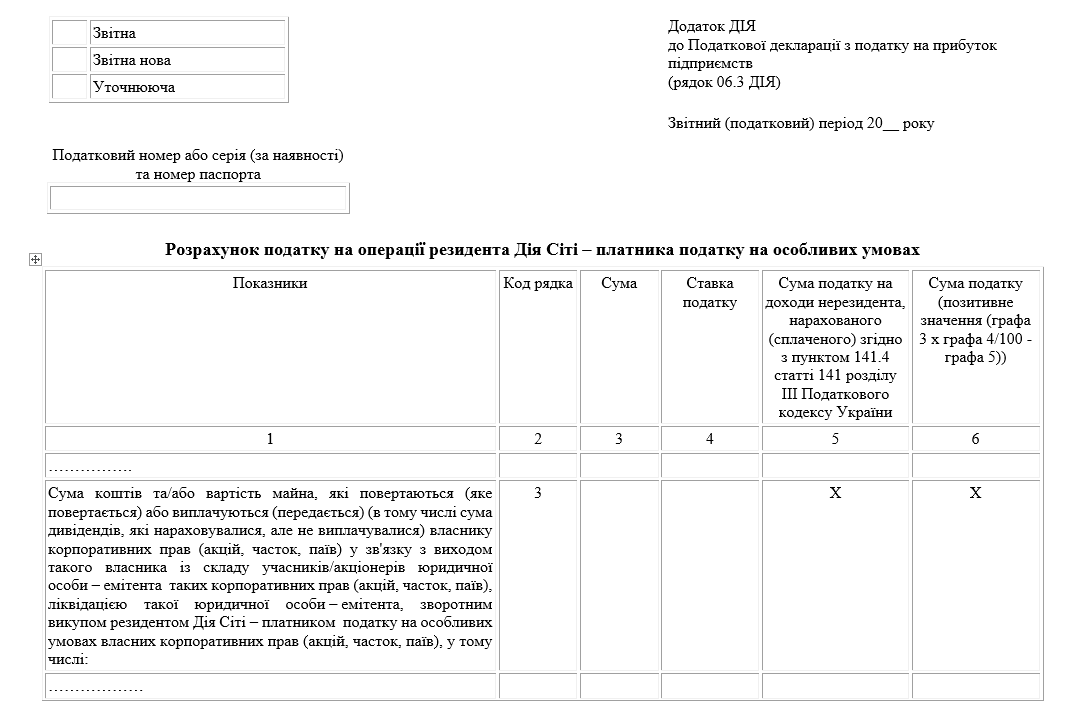 Звітна
Звітна нова
Уточнююча
Додаток ДІЯ
до Податкової декларації з податку на прибуток
підприємств
(рядок 06.3 ДІЯ)
Звітний (податковий) період 20__ року
Податковий номер або серія (за наявності)
та номер паспорта
Розрахунок податку на операції резидента Дія Сіті – платника податку на особливих умовах
Показники
Код рядка
Сума
Ставка
податку
Сума податку на
доходи нерезидента,
нарахованого
(сплаченого) згідно
з пунктом 141.4
статті 141 розділу
ІІІ Податкового
кодексу України
Сума податку
(позитивне
значення (графа
3 х графа 4/100 -
графа 5))
1
2
3
4
5
6
…………….
Сума коштів та/або вартість майна, які повертаються (яке
повертається) або виплачуються (передається) (в тому числі сума
дивідендів, які нараховувалися, але не виплачувалися) власнику
корпоративних прав (акцій, часток, паїв) у зв'язку з виходом
такого власника із складу учасників/акціонерів юридичної
особи – емітента таких корпоративних прав (акцій, часток, паїв),
ліквідацією такої юридичної особи – емітента, зворотним
викупом резидентом Дія Сіті – платником податку на особливих
умовах власних корпоративних прав (акцій, часток, паїв), у тому
числі:
3
Х
Х
………………